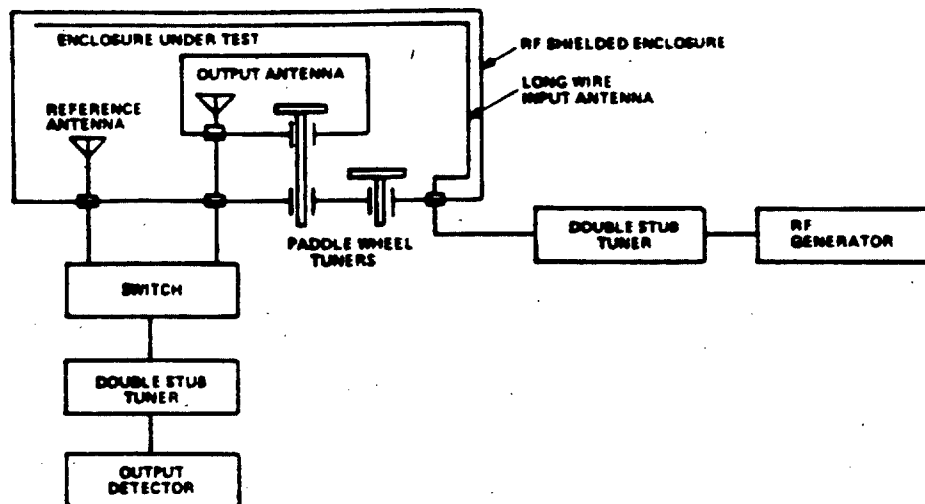 ENCLOSURE UNDER TEST
RF SHIELDED ENCLOSURE
OUTPUT ANTENNA
LONG WIRE
INPUT ANTENNA
REFERENCE
ANTENNA
PADDLE WHEEL
TUNERS
DOUBLE STUB
TUNER
RF
GENERATOR
SWITCH
DOUBLE STUB
TUNER
OUTPUT
DETECTOR